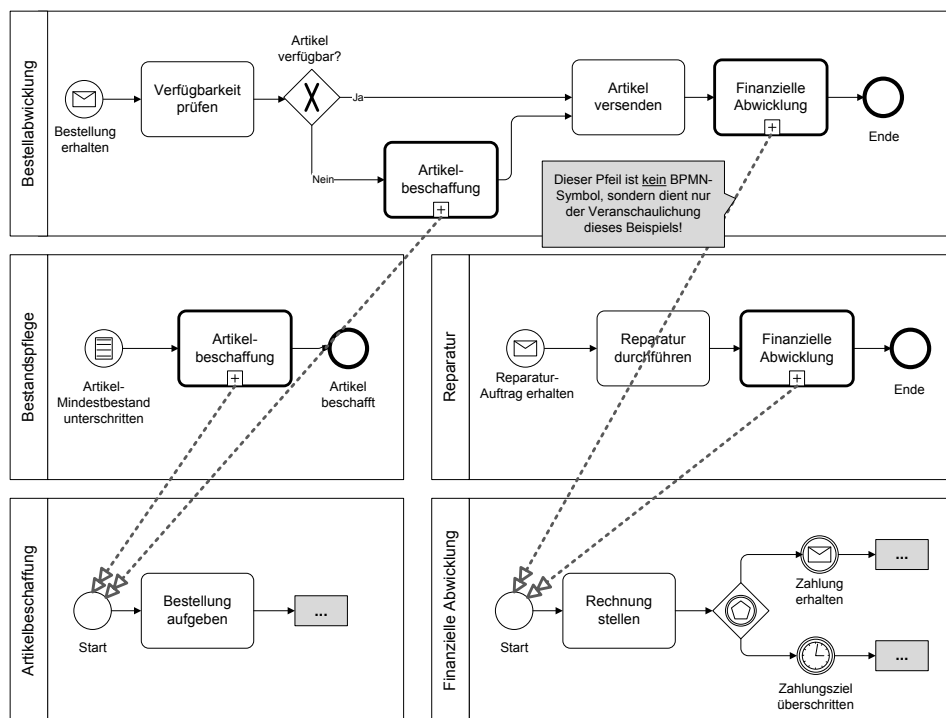 Bestellabwicklung
Bestellung
erhalten
Verfügbarkeit
prüfen
Artikel
verfügbar?
X
Ja
Nein
Artikel-
beschaffung
Artikel
versenden
Finanzielle
Abwicklung
Ende
Dieser Pfeil ist kein BPMN-
Symbol, sondern dient nur
der Veranschaulichung
dieses Beispiels!
Bestandspflege
Artikel-
Mindestbestand
unterschritten
Artikel-
beschaffung
Artikel
beschafft
Reparatur
Reparatur-
Auftrag erhalten
Reparatur
durchführen
Finanzielle
Abwicklung
Ende
Artikelbeschaffung
Start
Bestellung
aufgeben
...
Finanzielle Abwicklung
Start
Rechnung
stellen
Zahlung
erhalten
...
Zahlungsziel
überschritten
...